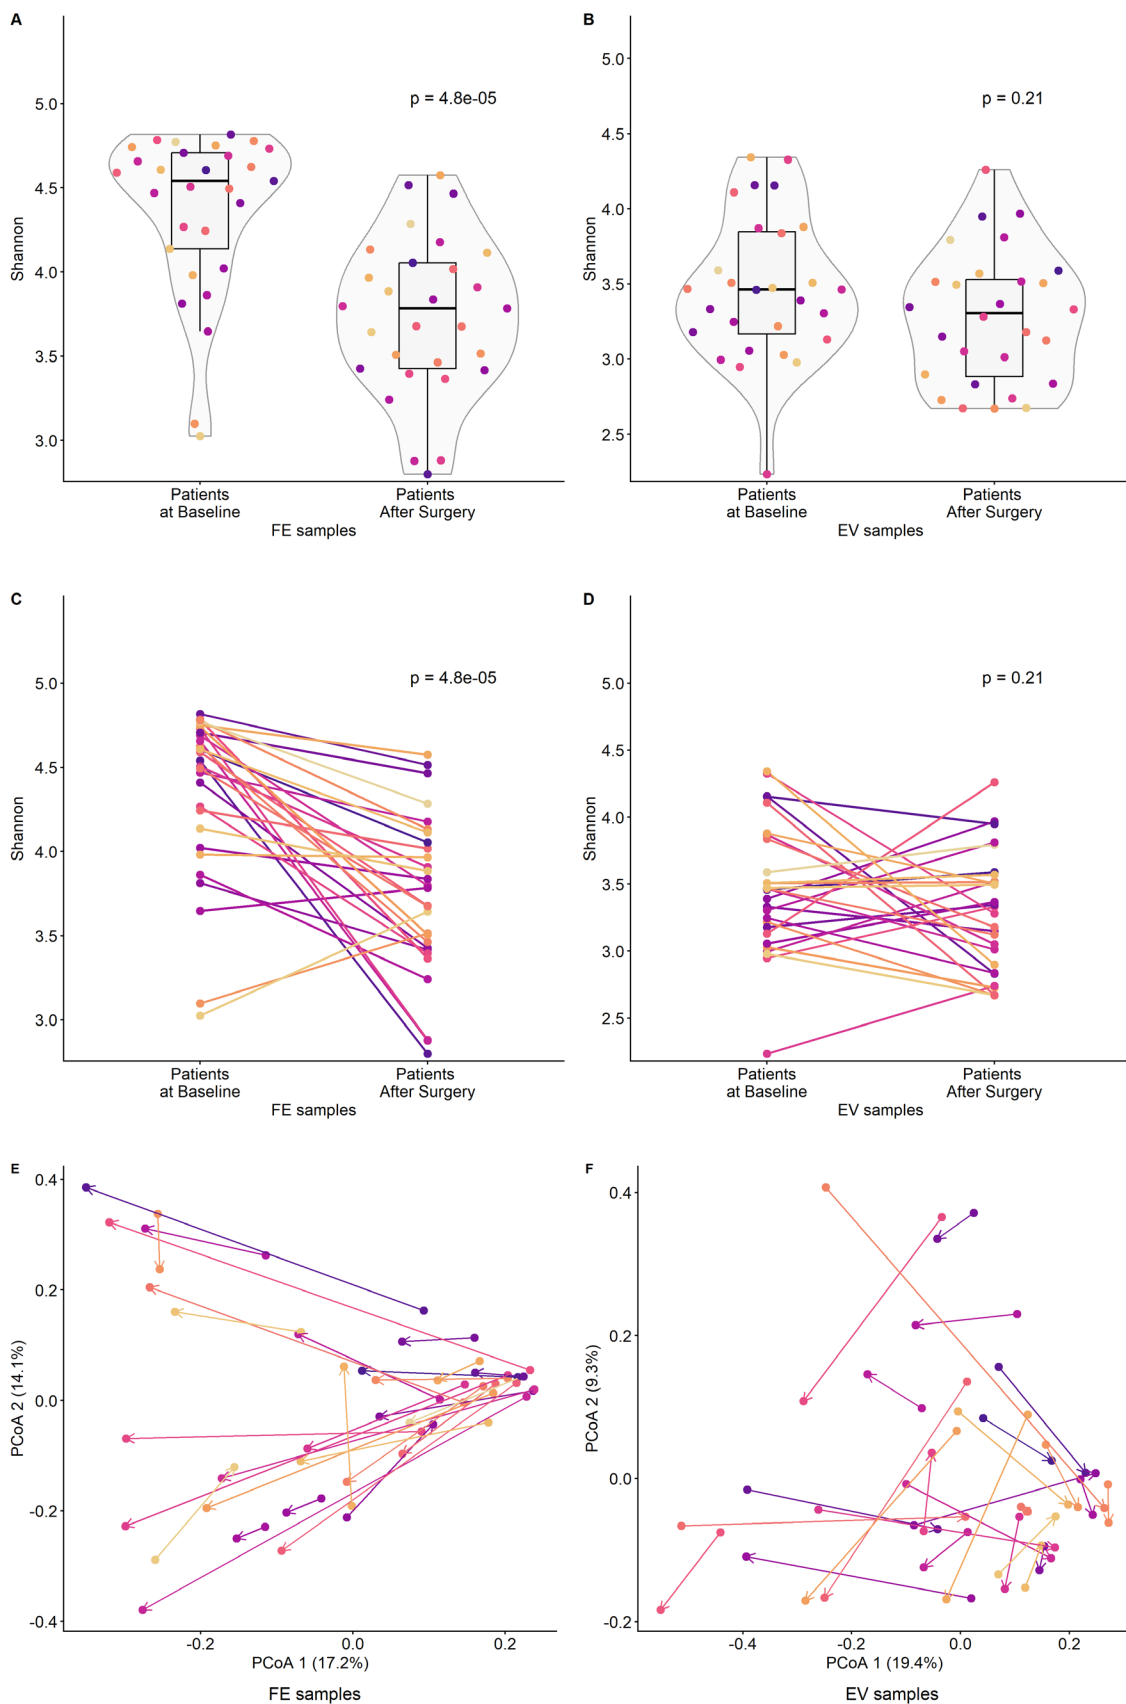 A
Shannon
5.0
4.5
4.0
3.5
3.0
p = 4.8e-05
Patients
at Baseline
Patients
After Surgery
FE samples
B
Shannon
5.0
4.5
4.0
3.5
3.0
2.5
p = 0.21
Patients
at Baseline
Patients
After Surgery
EV samples
C
Shannon
5.0
4.5
4.0
3.5
3.0
p = 4.8e-05
Patients
at Baseline
Patients
After Surgery
FE samples
D
Shannon
5.0
4.5
4.0
3.5
3.0
2.5
p = 0.21
Patients
at Baseline
Patients
After Surgery
EV samples
E
PCoA 2 (14.1%)
0.4
0.2
0.0
-0.2
-0.4
-0.2
0.0
0.2
PCoA 1 (17.2%)
FE samples
F
PCoA 2 (9.3%)
0.4
0.2
0.0
-0.2
-0.4
-0.2
0.0
0.2
PCoA 1 (19.4%)
EV samples